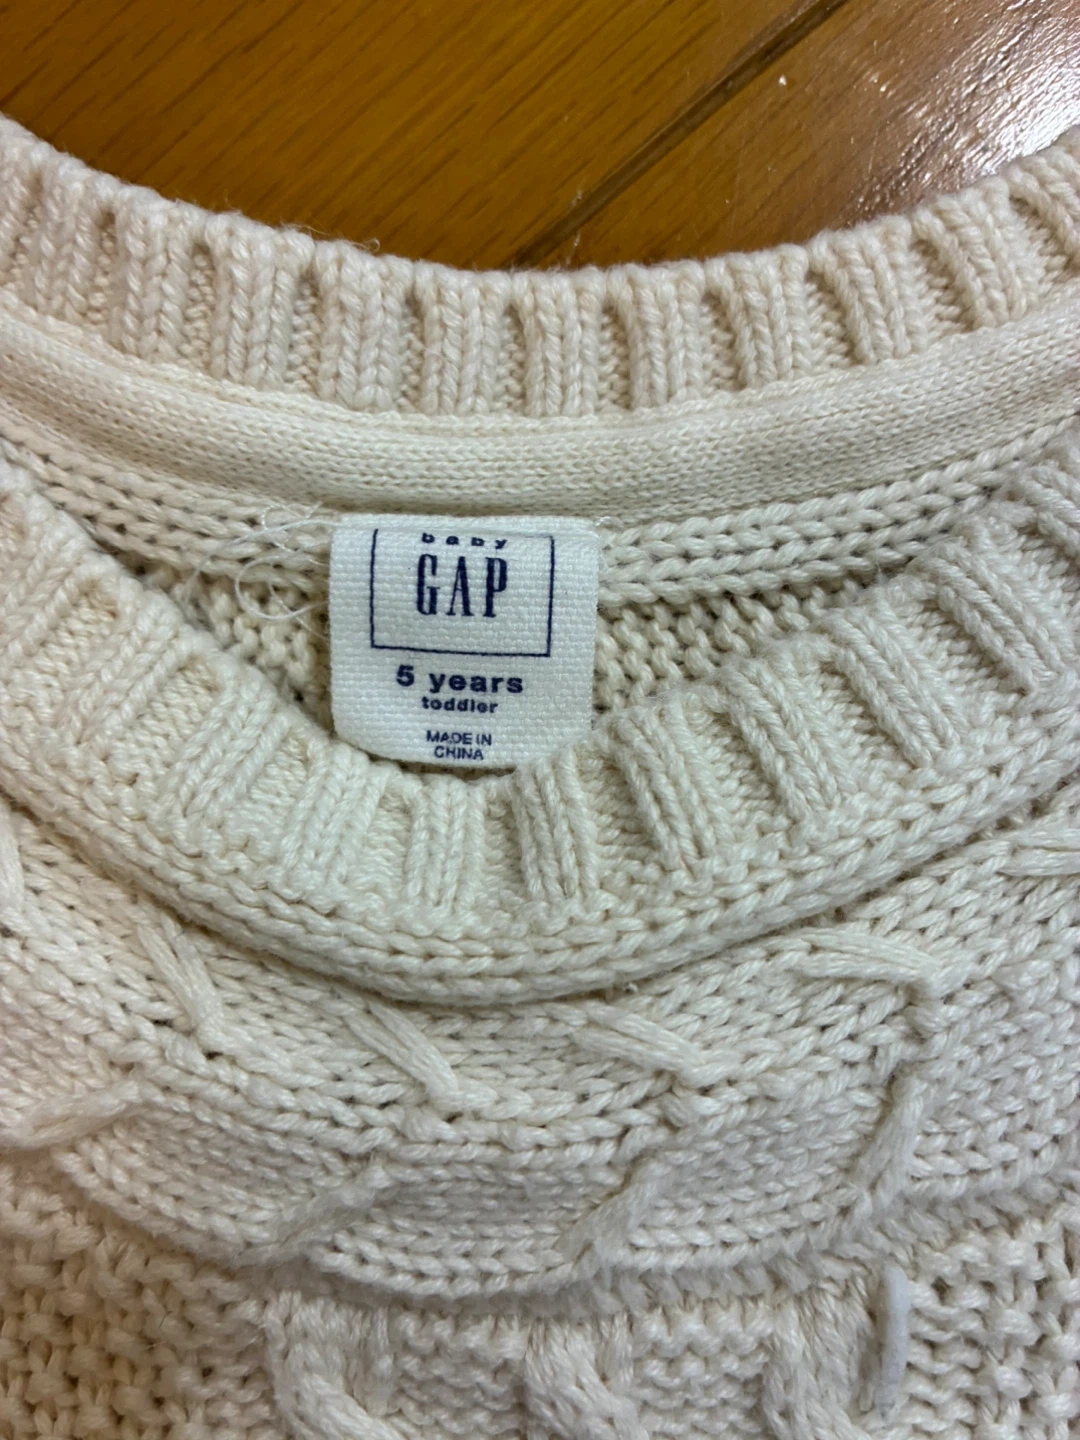 baby
GAP
5 years
toddler
MADE IN
CHINA